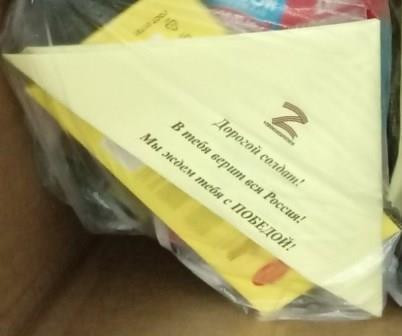 Z
Дорогой солдат!
В тебя верит вся Россия!
Мы ждем тебя с ПОБЕДОЙ!